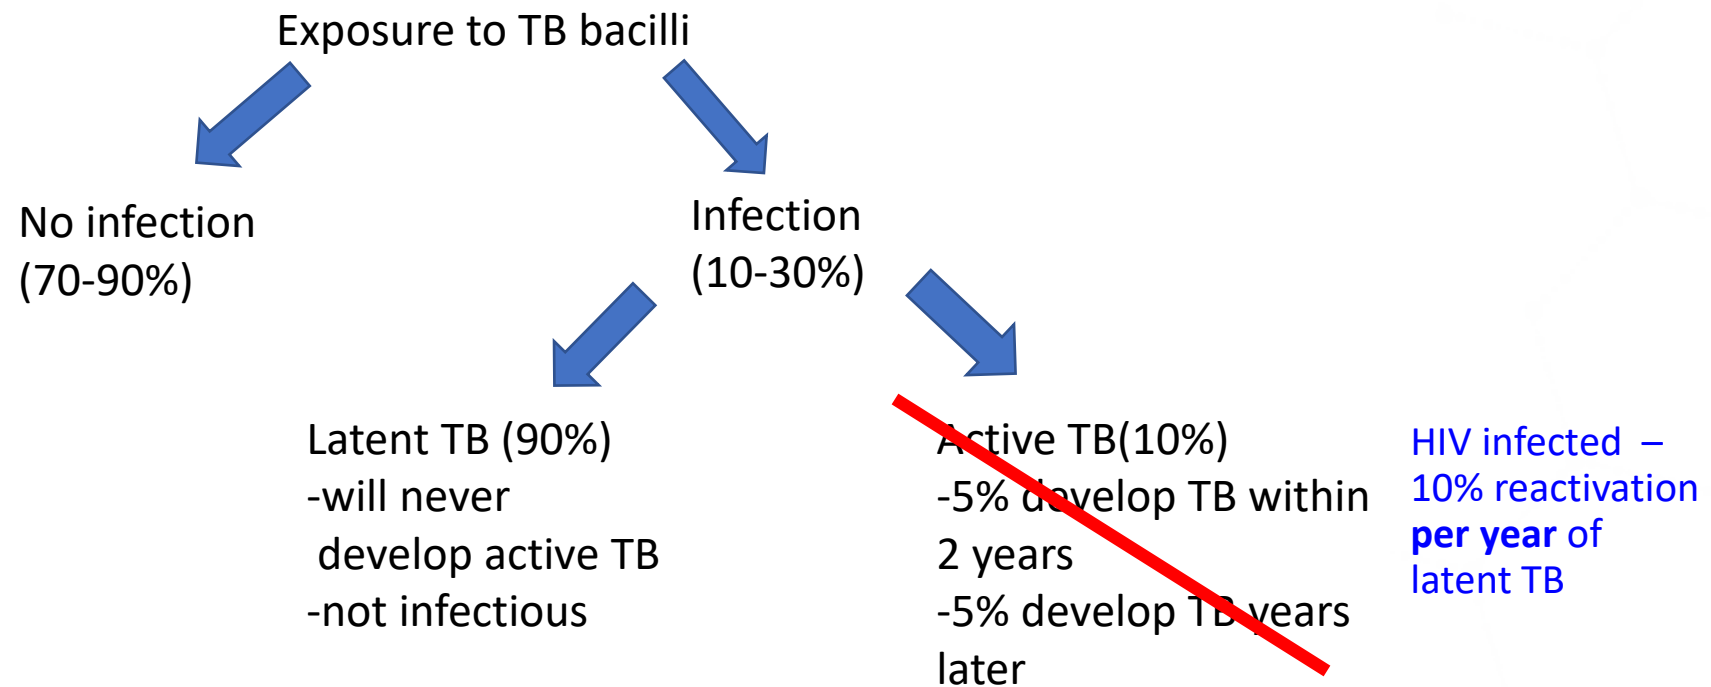 Exposure to TB bacilli
No infection
(70-90%)
Infection
(10-30%)
Latent TB (90%)
-will never
develop active TB
-not infectious
Active TB(10%)
-5% develop TB within
2 years
-5% develop TB years
later
HIV infected –
10% reactivation
per year of
latent TB